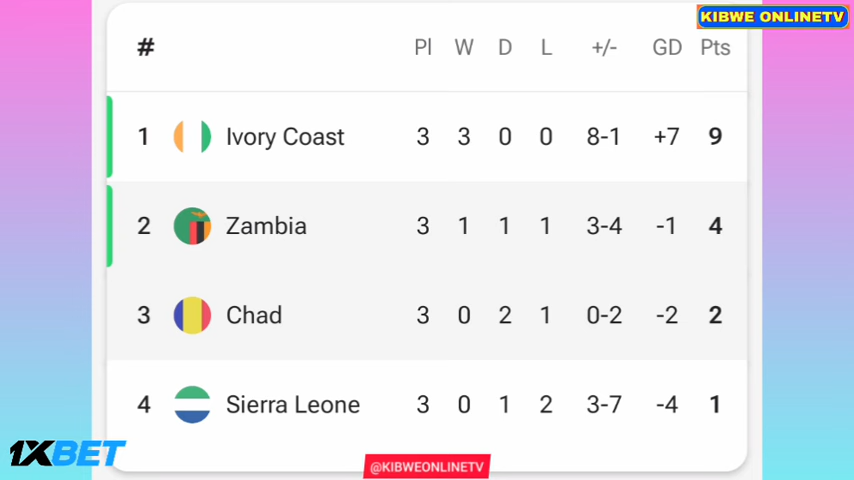 KIBWE ONLINETV
# Pl W D L +/- GD Pts
1 Ivory Coast 3 3 0 0 8-1 +7 9
2 Zambia 3 1 1 1 3-4 -1 4
3 Chad 3 0 2 1 0-2 -2 2
4 Sierra Leone 3 0 1 2 3-7 -4 1
1XBET
@KIBWEONLINETV